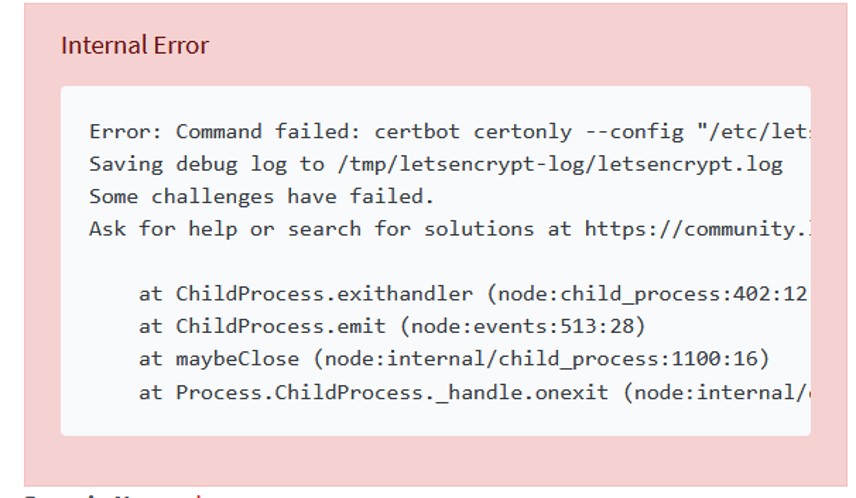 Internal Error
Error: Command failed: certbot certonly --config "/etc/let
Saving debug log to /tmp/letsencrypt-log/letsencrypt.log
Some challenges have failed.
Ask for help or search for solutions at https://community.
at ChildProcess.exithandler (node:child_process:402:12
at ChildProcess.emit (node:events:513:28)
at maybeClose (node:internal/child_process:1100:16)
at Process.ChildProcess._handle.onexit (node:internal/